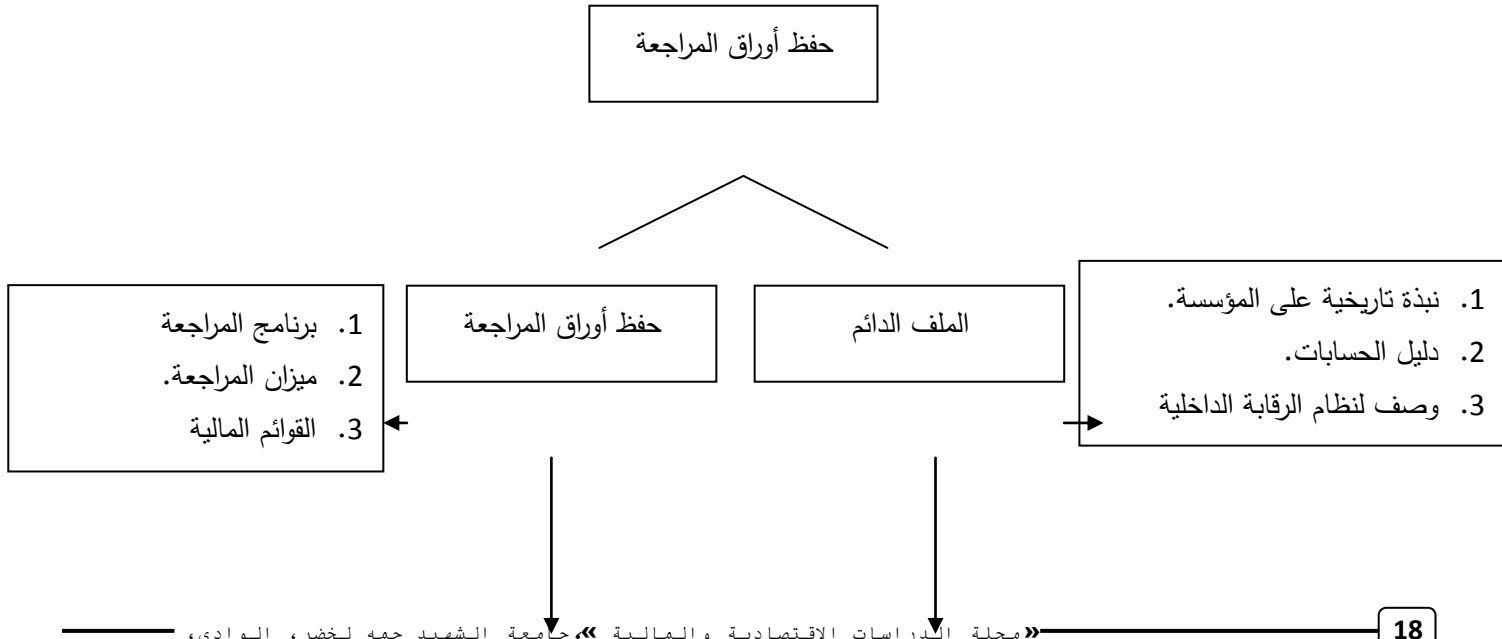 حفظ أوراق المراجعة
1. نبذة تاريخية على المؤسسة.
2. دليل الحسابات.
3. وصف لنظام الرقابة الداخلية
الملف الدائم
حفظ أوراق المراجعة
1. برنامج المراجعة
2. ميزان المراجعة.
3. القوائم المالية
18
«مجلة الدراسات الاقتصادية والمالية »،جامعة الشهيد حمه لخضر، الوادي،